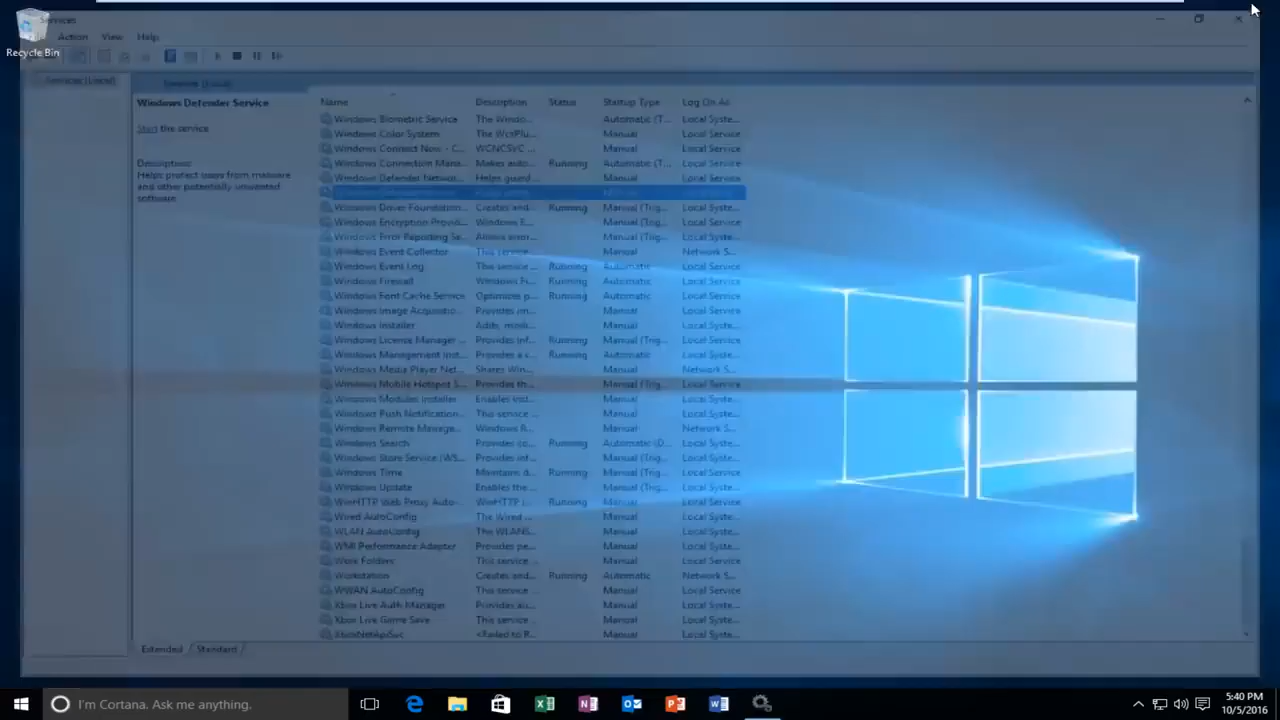 Services
Recycle Bin
Action View Help
Services (Local)
Services (Local)
Windows Defender Service
Start the service
Description:
Helps protect users from malware
and other potentially unwanted
software
Name Description Status Startup Type Log On As
Windows Biometric Service The Windo... Automatic (T... Local Syste...
Windows Color System The WcsPlu... Manual Local Service
Windows Connect Now - C... WCNCSVC ... Manual Local Service
Windows Connection Mana... Makes auto... Running Automatic (T... Local Service
Windows Defender Networ... Helps guard... Manual Local Service
Windows Driver Foundation... Creates and... Running Manual (Trig... Local Syste...
Windows Encryption Provid... Windows E... Manual (Trig... Local Service
Windows Error Reporting Se... Allows error... Manual (Trig... Local Syste...
Windows Event Collector This service... Manual Network S...
Windows Event Log This service... Running Automatic Local Service
Windows Firewall Windows Fi... Running Automatic Local Service
Windows Font Cache Service Optimizes p... Running Automatic Local Service
Windows Image Acquisitio... Provides im... Manual Local Service
Windows Installer Adds, modi... Manual Local Syste...
Windows License Manager ... Provides inf... Running Manual (Trig... Local Service
Windows Management Inst... Provides a s... Running Automatic Local Syste...
Windows Media Player Net... Shares Win... Manual Network S...
Windows Mobile Hotspot S... Provides th... Manual (Trig... Local Service
Windows Modules Installer Enables inst... Manual Local Syste...
Windows Push Notification... This service ... Manual Local Syste...
Windows Remote Manage... Windows R... Manual Network S...
Windows Search Provides co... Running Automatic (D... Local Syste...
Windows Store Service (WS... Provides inf... Manual (Trig... Local Syste...
Windows Time Maintains d... Running Manual (Trig... Local Service
Windows Update Enables the... Manual (Trig... Local Syste...
WinHTTP Web Proxy Auto-... WinHTTP i... Running Manual Local Service
Wired AutoConfig The Wired ... Manual Local Syste...
WLAN AutoConfig The WLANS... Manual Local Syste...
WMI Performance Adapter Provides pe... Manual Local Syste...
Work Folders This service ... Manual Local Service
Workstation Creates and... Running Automatic Network S...
WWAN AutoConfig This service ... Manual Local Syste...
Xbox Live Auth Manager Provides au... Manual Local Syste...
Xbox Live Game Save This service ... Manual Local Syste...
XboxNetApiSvc <Failed to R... Manual Local Syste...
Extended Standard
I'm Cortana. Ask me anything.
5:40 PM
10/5/2016